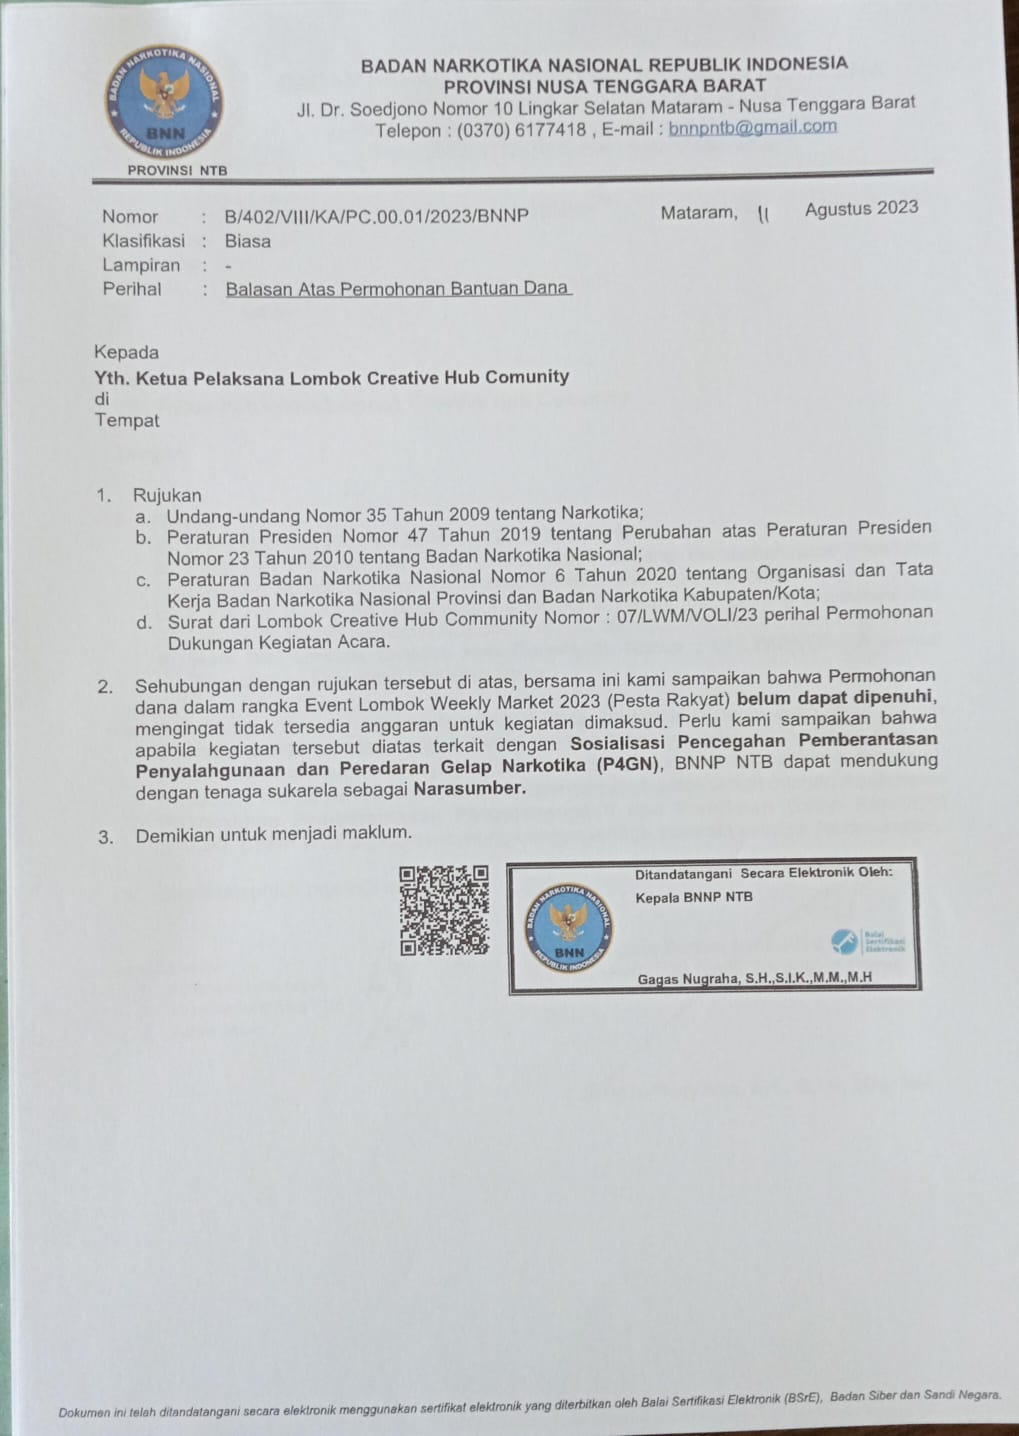 BADAN NARKOTIKA NASIONAL
BNN
REPUBLIK INDONESIA
PROVINSI NTB
BADAN NARKOTIKA NASIONAL REPUBLIK INDONESIA
PROVINSI NUSA TENGGARA BARAT
Jl. Dr. Soedjono Nomor 10 Lingkar Selatan Mataram - Nusa Tenggara Barat
Telepon : (0370) 6177418 , E-mail : bnnpntb@gmail.com
Nomor : B/402/VIII/KA/PC.00.01/2023/BNNP Mataram, 11 Agustus 2023
Klasifikasi : Biasa
Lampiran : -
Perihal : Balasan Atas Permohonan Bantuan Dana
Kepada
Yth. Ketua Pelaksana Lombok Creative Hub Comunity
di
Tempat
1. Rujukan
a. Undang-undang Nomor 35 Tahun 2009 tentang Narkotika;
b. Peraturan Presiden Nomor 47 Tahun 2019 tentang Perubahan atas Peraturan Presiden
Nomor 23 Tahun 2010 tentang Badan Narkotika Nasional;
c. Peraturan Badan Narkotika Nasional Nomor 6 Tahun 2020 tentang Organisasi dan Tata
Kerja Badan Narkotika Nasional Provinsi dan Badan Narkotika Kabupaten/Kota;
d. Surat dari Lombok Creative Hub Community Nomor : 07/LWM/VOLI/23 perihal Permohonan
Dukungan Kegiatan Acara.
2. Sehubungan dengan rujukan tersebut di atas, bersama ini kami sampaikan bahwa Permohonan
dana dalam rangka Event Lombok Weekly Market 2023 (Pesta Rakyat) belum dapat dipenuhi,
mengingat tidak tersedia anggaran untuk kegiatan dimaksud. Perlu kami sampaikan bahwa
apabila kegiatan tersebut diatas terkait dengan Sosialisasi Pencegahan Pemberantasan
Penyalahgunaan dan Peredaran Gelap Narkotika (P4GN), BNNP NTB dapat mendukung
dengan tenaga sukarela sebagai Narasumber.
3. Demikian untuk menjadi maklum.
Ditandatangani Secara Elektronik Oleh:
Kepala BNNP NTB
BADAN NARKOTIKA NASIONAL
BNN
REPUBLIK INDONESIA
Balai
Sertifikasi
Elektronik
Gagas Nugraha, S.H.,S.I.K.,M.M.,M.H
Dokumen ini telah ditandatangani secara elektronik menggunakan sertifikat elektronik yang diterbitkan oleh Balai Sertifikasi Elektronik (BSrE), Badan Siber dan Sandi Negara.